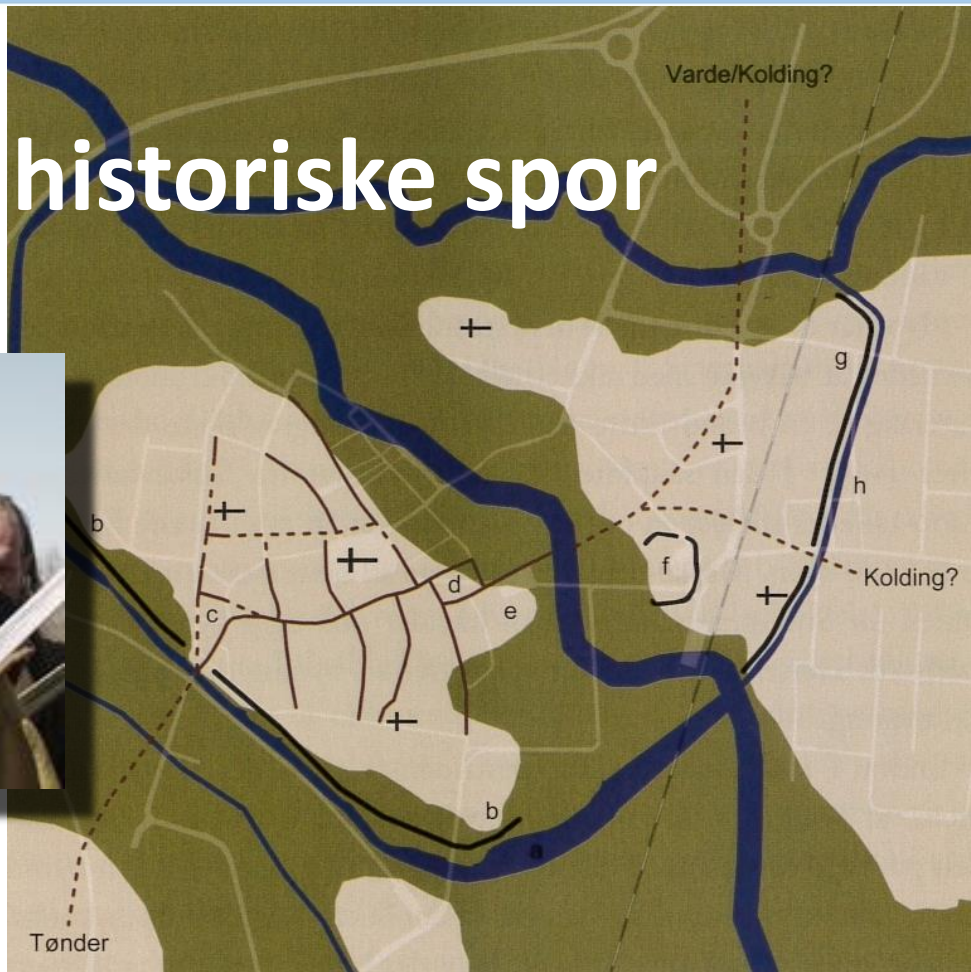 Varde/Kolding?
historiske spor
g
h
b
f
Kolding?
d
e
c
b
a
Tønder